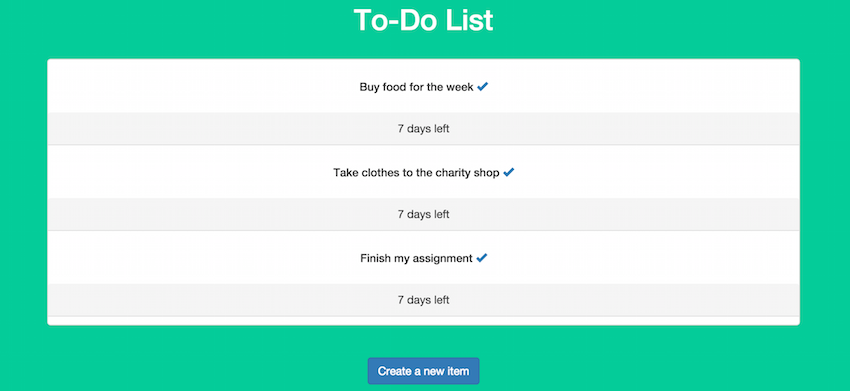 To-Do List
Buy food for the week
7 days left
Take clothes to the charity shop
7 days left
Finish my assignment
7 days left
Create a new item